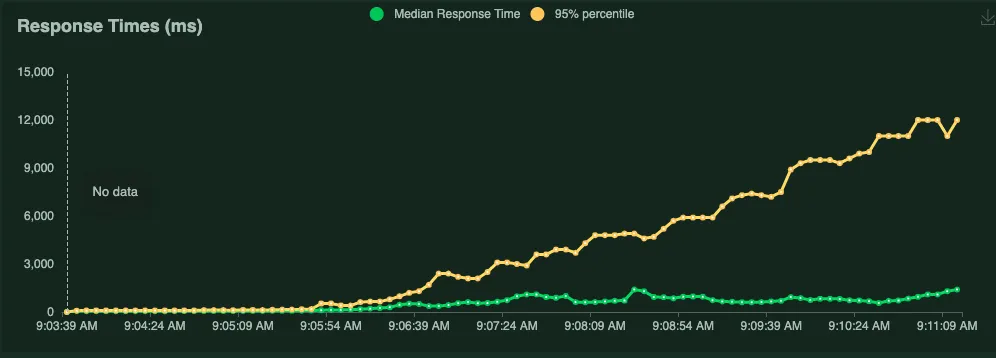 Response Times (ms)
Median Response Time
95% percentile
15,000
12,000
9,000
6,000
3,000
0
No data
9:03:39 AM
9:04:24 AM
9:05:09 AM
9:05:54 AM
9:06:39 AM
9:07:24 AM
9:08:09 AM
9:08:54 AM
9:09:39 AM
9:10:24 AM
9:11:09 AM